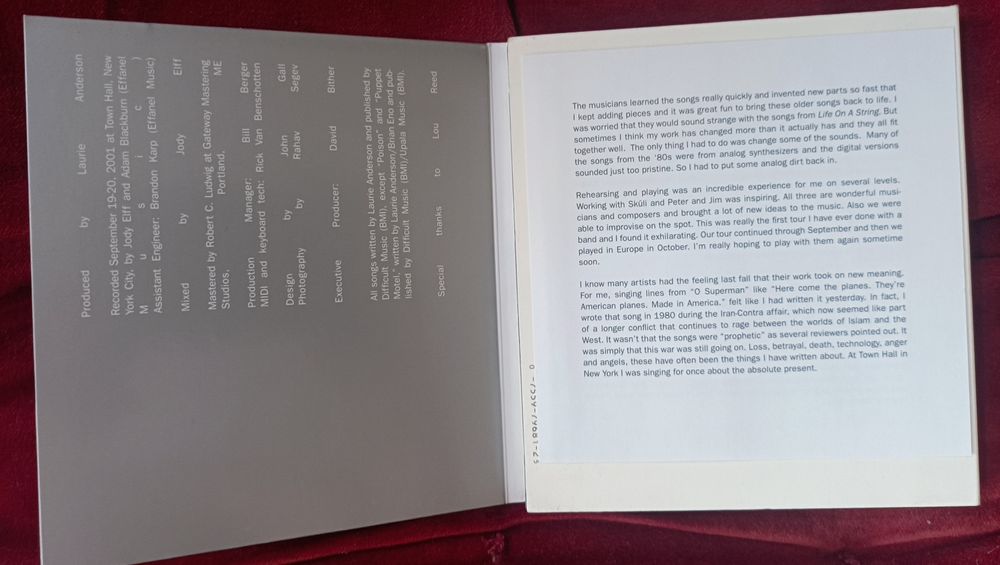 Produced by Laurie Anderson
Recorded September 19-20, 2001 at Town Hall, New
York City, by Jody Elff and Adam Blackburn (Effanel
M u s i c )
Assistant Engineer: Brandon Karp (Effanel Music)
Mixed by Jody Elff
Mastered by Robert C. Ludwig at Gateway Mastering
Studios, Portland, ME
Production Manager: Bill Berger
MIDI and keyboard tech: Rick Van Benschotten
Design by John Gall
Photography by Rahav Segev
Executive Producer: David Bither
All songs written by Laurie Anderson and published by
Difficult Music (BMI), except "Poison" and "Puppet
Motel," written by Laurie Anderson/Brian Eno and pub-
lished by Difficult Music (BMI)/Upala Music (BMI).
Special thanks to Lou Reed
The musicians learned the songs really quickly and invented new parts so fast that
I kept adding pieces and it was great fun to bring these older songs back to life. I
was worried that they would sound strange with the songs from Life On A String. But
sometimes I think my work has changed more than it actually has and they all fit
together well. The only thing I had to do was change some of the sounds. Many of
the songs from the '80s were from analog synthesizers and the digital versions
sounded just too pristine. So I had to put some analog dirt back in.
Rehearsing and playing was an incredible experience for me on several levels.
Working with Skúli and Peter and Jim was inspiring. All three are wonderful musi-
cians and composers and brought a lot of new ideas to the music. Also we were
able to improvise on the spot. This was really the first tour I have ever done with a
band and I found it exhilarating. Our tour continued through September and then we
played in Europe in October. I'm really hoping to play with them again sometime
soon.
I know many artists had the feeling last fall that their work took on new meaning.
For me, singing lines from "O Superman" like "Here come the planes. They're
American planes. Made in America." felt like I had written it yesterday. In fact, I
wrote that song in 1980 during the Iran-Contra affair, which now seemed like part
of a longer conflict that continues to rage between the worlds of Islam and the
West. It wasn't that the songs were "prophetic" as several reviewers pointed out. It
was simply that this war was still going on. Loss, betrayal, death, technology, anger
and angels, these have often been the things I have written about. At Town Hall in
New York I was singing for once about the absolute present.